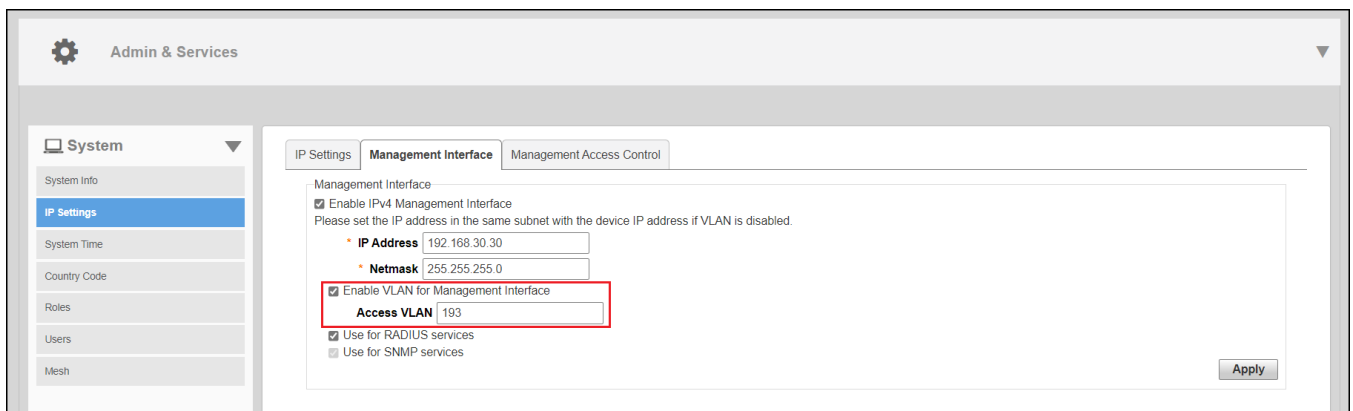 Admin & Services
System
System Info
IP Settings
System Time
Country Code
Roles
Users
Mesh
IP Settings
Management Interface
Management Access Control
Management Interface
Enable IPv4 Management Interface
Please set the IP address in the same subnet with the device IP address if VLAN is disabled.
* IP Address 192.168.30.30
* Netmask 255.255.255.0
Enable VLAN for Management Interface
Access VLAN 193
Use for RADIUS services
Use for SNMP services
Apply